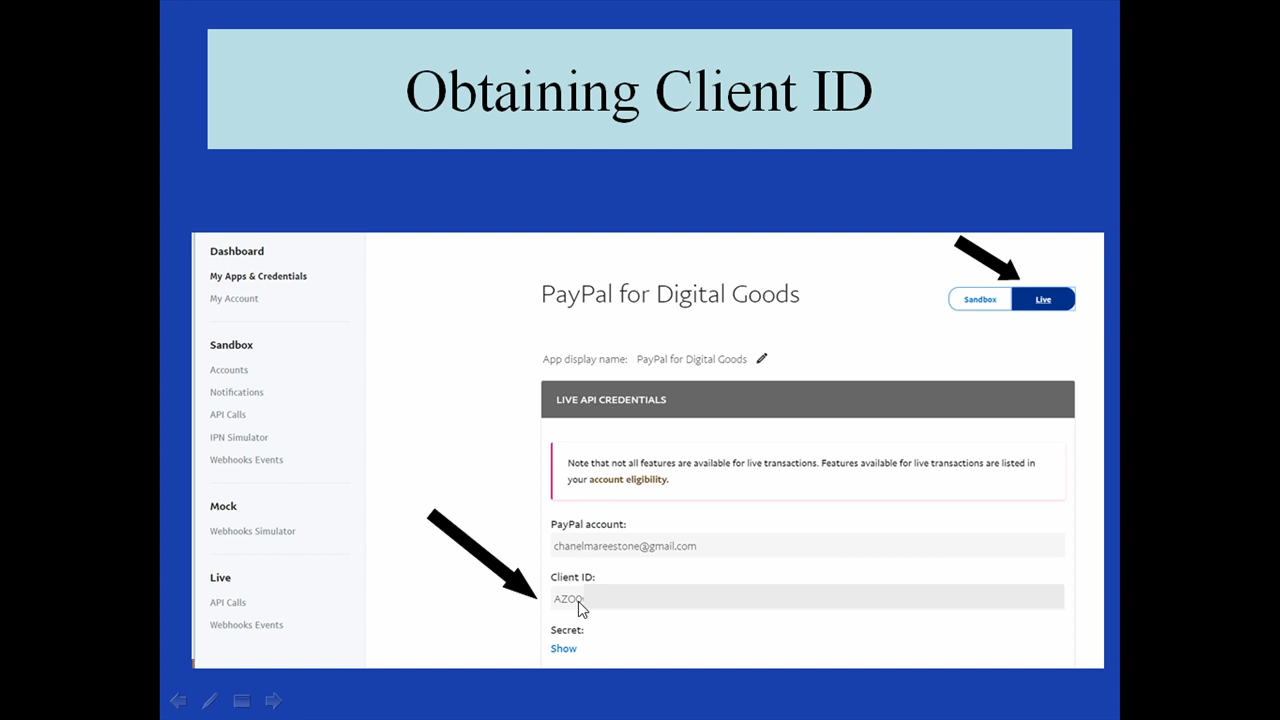 Obtaining Client ID
Dashboard
My Apps & Credentials
My Account
Sandbox
Accounts
Notifications
API Calls
IPN Simulator
Webhooks Events
Mock
Webhooks Simulator
Live
API Calls
Webhooks Events
PayPal for Digital Goods
Sandbox Live
App display name: PayPal for Digital Goods
LIVE API CREDENTIALS
Note that not all features are available for live transactions. Features available for live transactions are listed in
your account eligibility.
PayPal account:
chanelmareestone@gmail.com
Client ID:
Secret:
Show